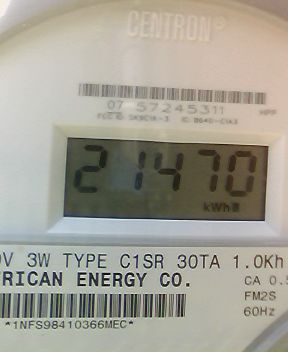 CENTRON®
07 57245311 HPP
21470
kWh
V 3W TYPE C1SR 30TA 1.0Kh
RICAN ENERGY CO. CA 0.5
FM2S
60Hz
*1NFS98410366MEC*